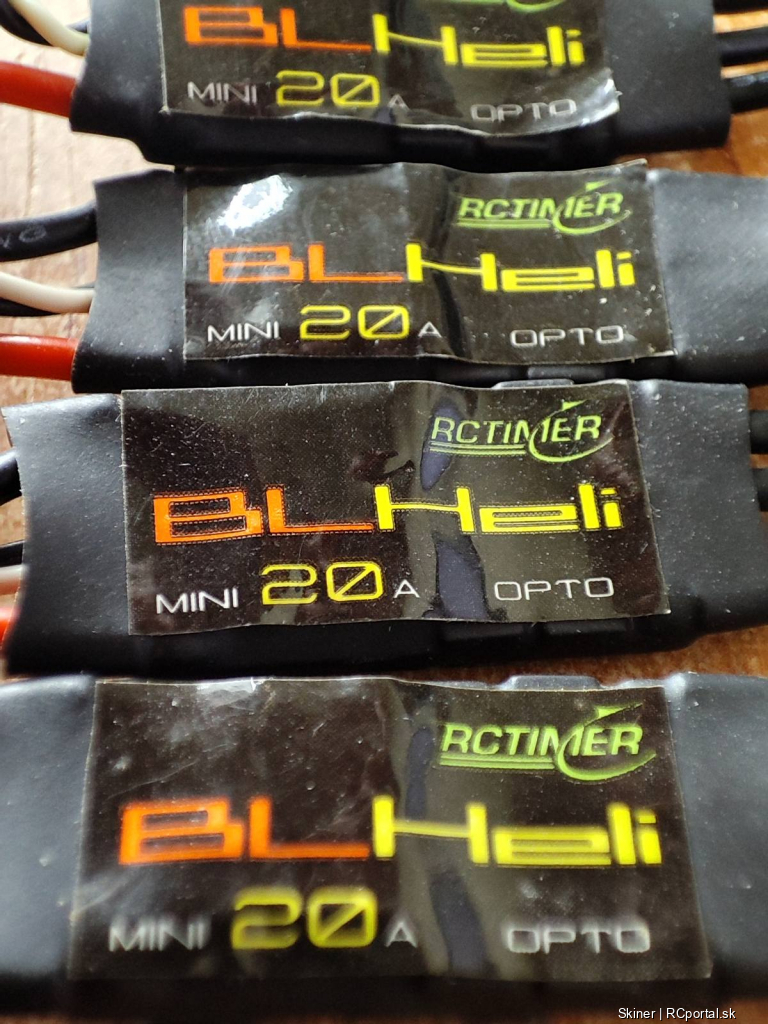 BLHeli
MINI 20A OPTO
RCTIMER
BLHeli
MINI 20A OPTO
RCTIMER
BLHeli
MINI 20A OPTO
RCTIMER
BLHeli
MINI 20A OPTO
Skiner | RCportal.sk